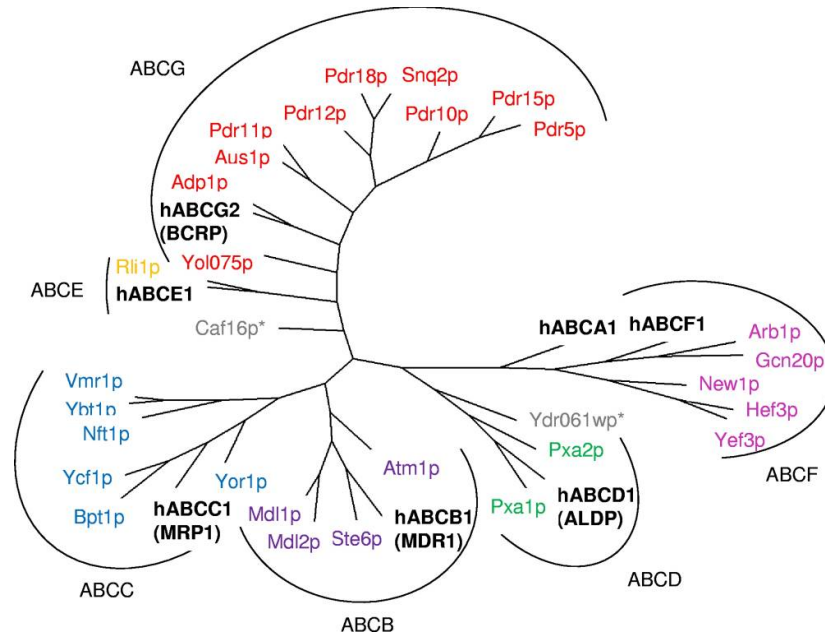 ABCG
Pdr18p
Snq2p
Pdr12p
Pdr10p
Pdr15p
Pdr5p
Pdr11p
Aus1p
Adp1p
hABCG2
(BCRP)
Yol075p
ABCE
Rli1p
hABCE1
Caf16p*
hABCA1
hABCF1
Arb1p
Gcn20p
New1p
Hef3p
Yef3p
ABCF
Vmr1p
Ybt1p
Nft1p
Ycf1p
Bpt1p
hABCC1
(MRP1)
Yor1p
ABCC
Atm1p
Mdl1p
Mdl2p
Ste6p
hABCB1
(MDR1)
ABCB
Ydr061wp*
Pxa2p
Pxa1p
hABCD1
(ALDP)
ABCD